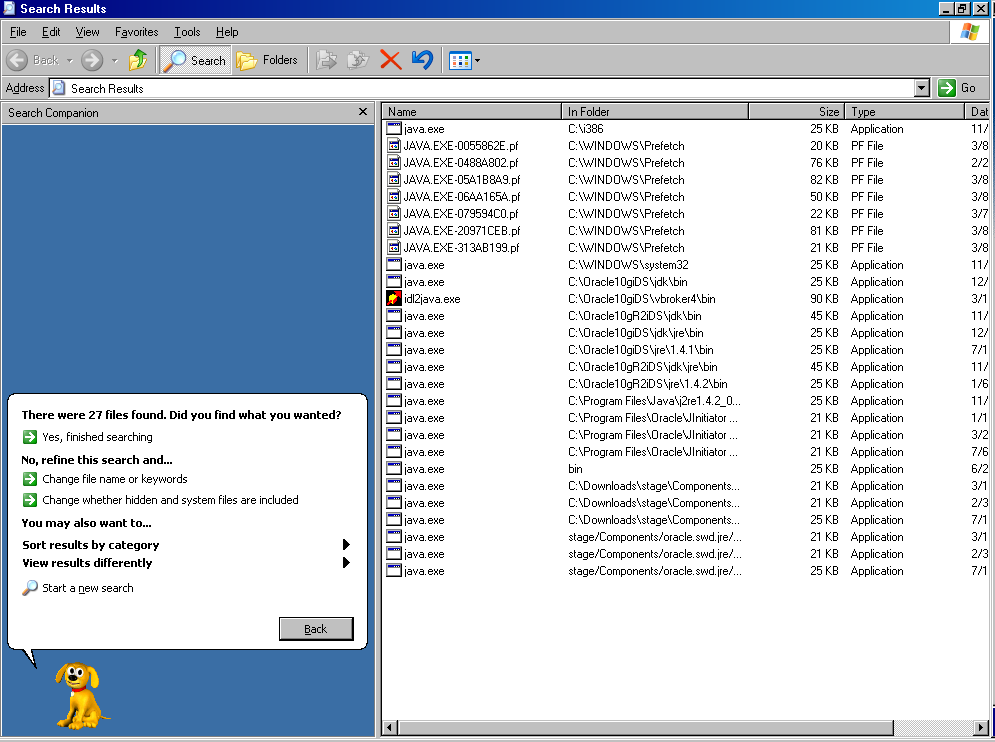 Search Results
File Edit View Favorites Tools Help
Back Search Folders
Address Search Results Go
Search Companion
There were 27 files found. Did you find what you wanted?
Yes, finished searching
No, refine this search and...
Change file name or keywords
Change whether hidden and system files are included
You may also want to...
Sort results by category
View results differently
Start a new search
Back
Name In Folder Size Type Dat
java.exe C:\i386 25 KB Application 11/
JAVA.EXE-0055862E.pf C:\WINDOWS\Prefetch 20 KB PF File 3/8
JAVA.EXE-0488A802.pf C:\WINDOWS\Prefetch 76 KB PF File 2/2
JAVA.EXE-05A1B8A9.pf C:\WINDOWS\Prefetch 82 KB PF File 3/8
JAVA.EXE-06AA165A.pf C:\WINDOWS\Prefetch 50 KB PF File 3/8
JAVA.EXE-079594C0.pf C:\WINDOWS\Prefetch 22 KB PF File 3/7
JAVA.EXE-20971CEB.pf C:\WINDOWS\Prefetch 81 KB PF File 3/8
JAVA.EXE-313AB199.pf C:\WINDOWS\Prefetch 21 KB PF File 3/8
java.exe C:\WINDOWS\system32 25 KB Application 11/
java.exe C:\Oracle10giDS\jdk\bin 25 KB Application 12/
idl2java.exe C:\Oracle10giDS\vbroker4\bin 90 KB Application 3/1
java.exe C:\Oracle10gR2iDS\jdk\bin 45 KB Application 11/
java.exe C:\Oracle10giDS\jdk\jre\bin 25 KB Application 12/
java.exe C:\Oracle10giDS\jre\1.4.1\bin 25 KB Application 7/1
java.exe C:\Oracle10gR2iDS\jdk\jre\bin 45 KB Application 11/
java.exe C:\Oracle10gR2iDS\jre\1.4.2\bin 25 KB Application 1/6
java.exe C:\Program Files\Java\j2re1.4.2_0... 25 KB Application 11/
java.exe C:\Program Files\Oracle\JInitiator ... 21 KB Application 1/1
java.exe C:\Program Files\Oracle\JInitiator ... 21 KB Application 3/2
java.exe C:\Program Files\Oracle\JInitiator ... 21 KB Application 7/6
java.exe bin 25 KB Application 6/2
java.exe C:\Downloads\stage\Components... 21 KB Application 3/1
java.exe C:\Downloads\stage\Components... 21 KB Application 2/3
java.exe C:\Downloads\stage\Components... 25 KB Application 7/1
java.exe stage/Components/oracle.swd.jre/... 21 KB Application 3/1
java.exe stage/Components/oracle.swd.jre/... 21 KB Application 2/3
java.exe stage/Components/oracle.swd.jre/... 25 KB Application 7/1